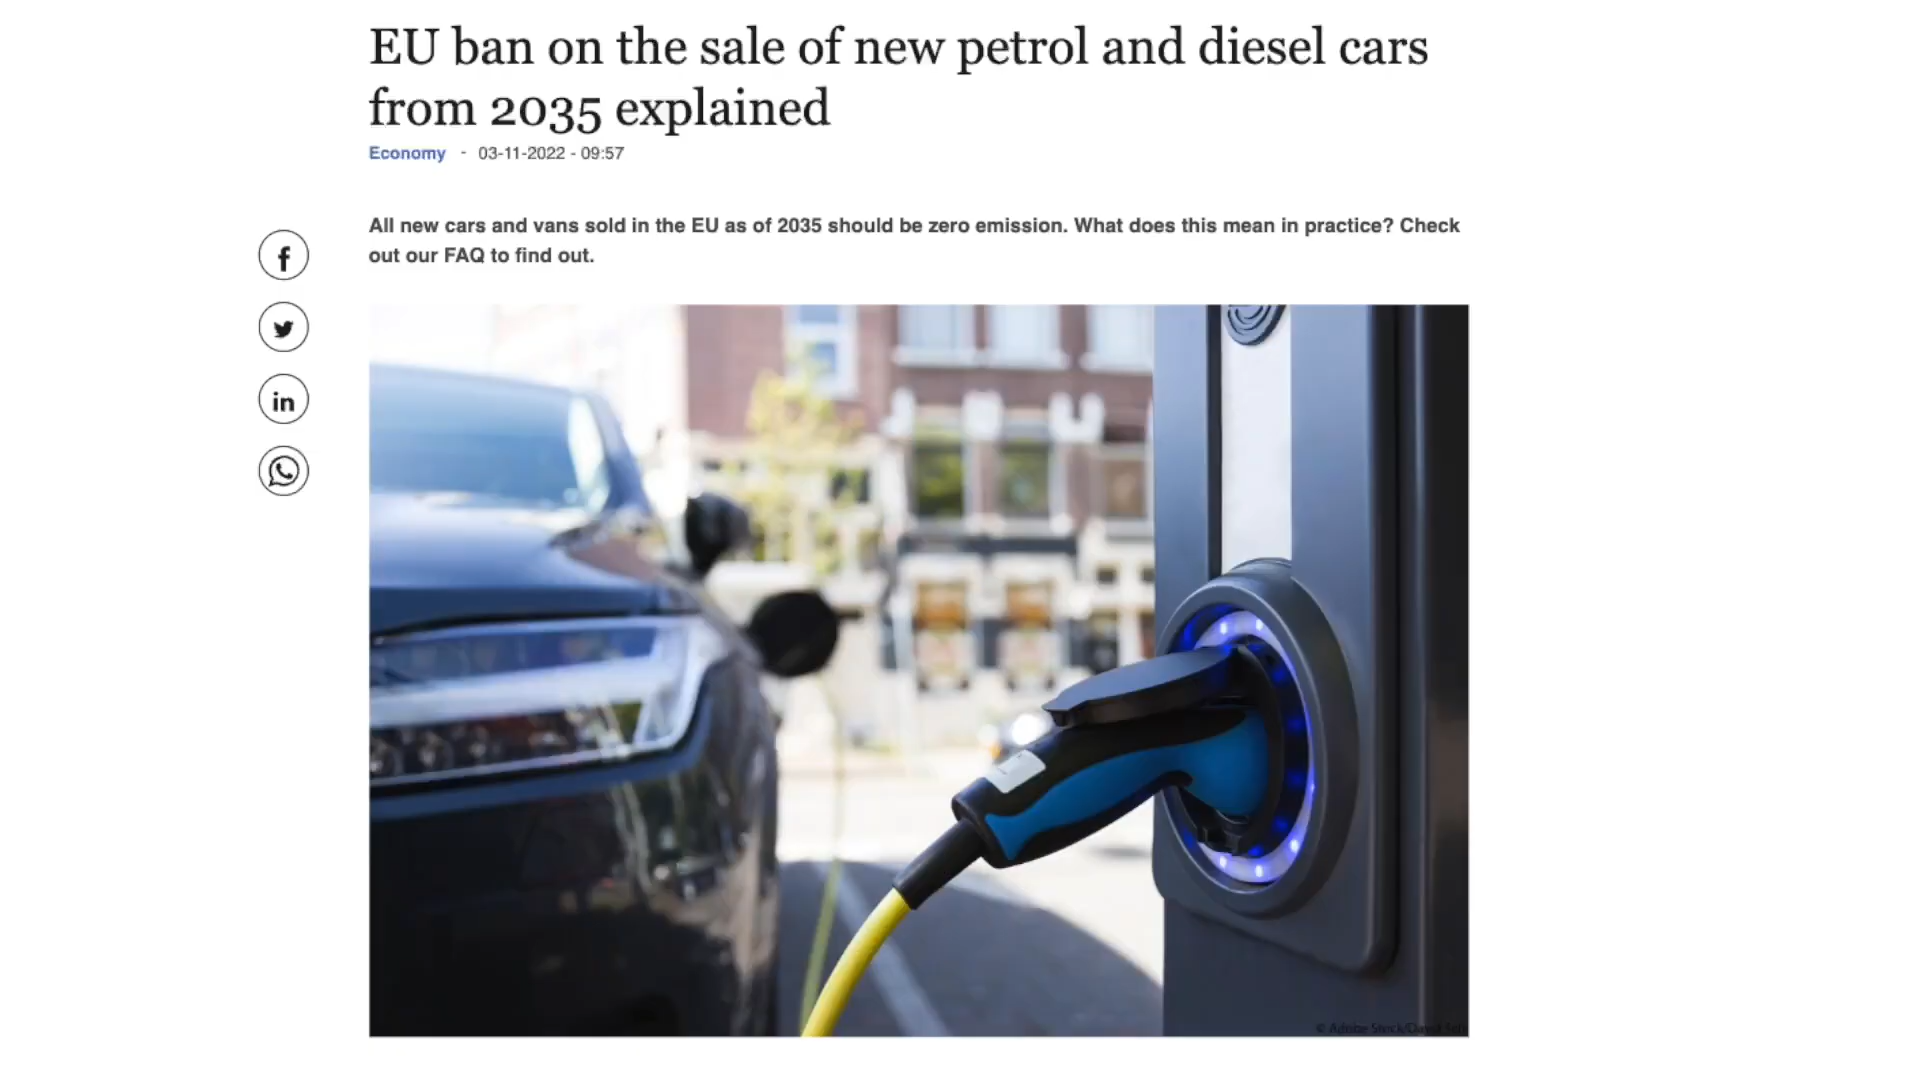 EU ban on the sale of new petrol and diesel cars
from 2035 explained
Economy - 03-11-2022 - 09:57
All new cars and vans sold in the EU as of 2035 should be zero emission. What does this mean in practice? Check
out our FAQ to find out.
f
in
© Adobe Stock/